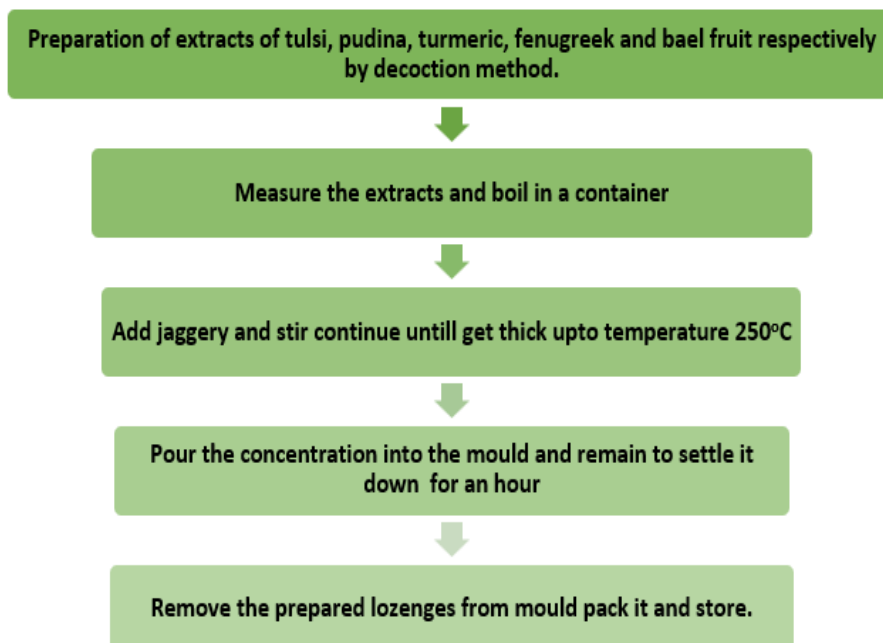 Preparation of extracts of tulsi, pudina, turmeric, fenugreek and bael fruit respectively
by decoction method.
Measure the extracts and boil in a container
Add jaggery and stir continue untill get thick upto temperature 250°C
Pour the concentration into the mould and remain to settle it
down for an hour
Remove the prepared lozenges from mould pack it and store.